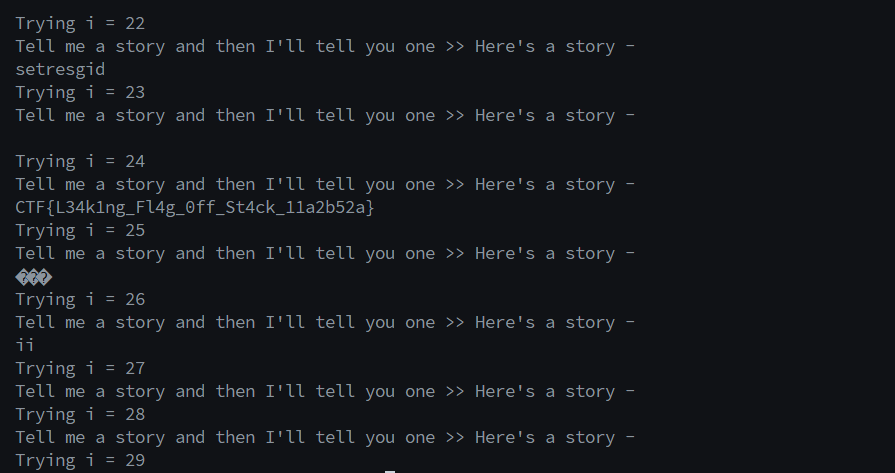 Trying i = 22
Tell me a story and then I'll tell you one >> Here's a story -
setresgid
Trying i = 23
Tell me a story and then I'll tell you one >> Here's a story -
Trying i = 24
Tell me a story and then I'll tell you one >> Here's a story -
CTF{L34k1ng_Fl4g_0ff_St4ck_11a2b52a}
Trying i = 25
Tell me a story and then I'll tell you one >> Here's a story -
���
Trying i = 26
Tell me a story and then I'll tell you one >> Here's a story -
ii
Trying i = 27
Tell me a story and then I'll tell you one >> Here's a story -
Trying i = 28
Tell me a story and then I'll tell you one >> Here's a story -
Trying i = 29